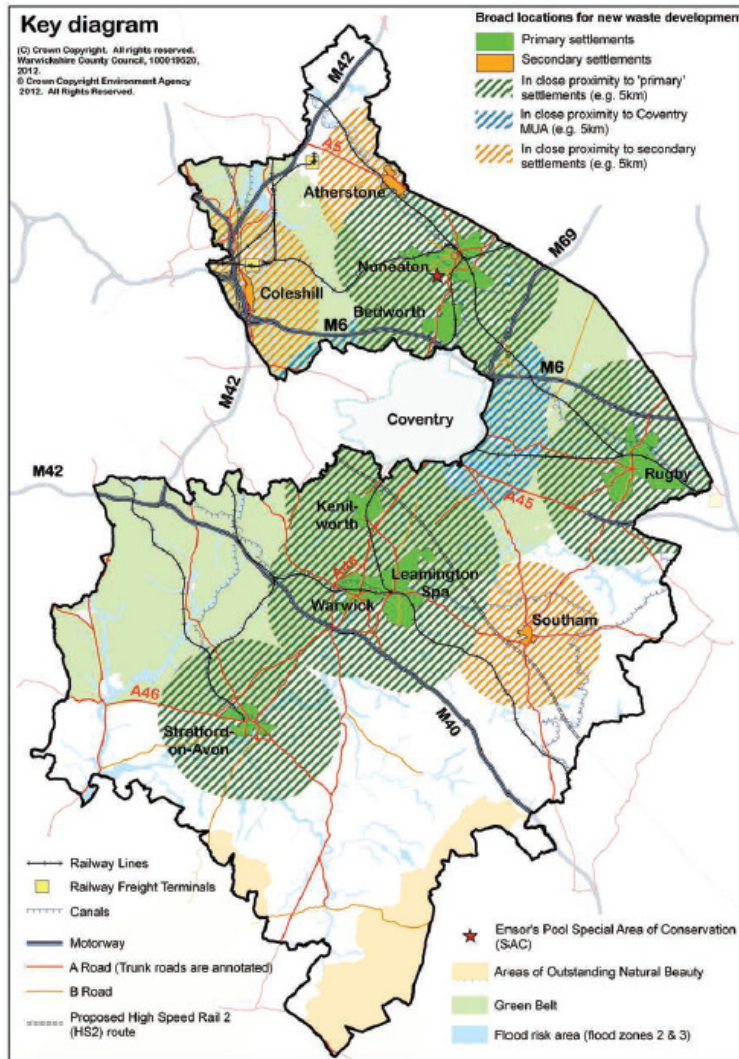 Key diagram
(C) Crown Copyright. All rights reserved.
Warwickshire County Council, 100019520,
2012.
© Crown Copyright Environment Agency
2012. All Rights Reserved.
Broad locations for new waste development
Primary settlements
Secondary settlements
In close proximity to 'primary'
settlements (e.g. 5km)
In close proximity to Coventry
MUA (e.g. 5km)
In close proximity to secondary
settlements (e.g. 5km)
M42
A5
Atherstone
M69
Nuneaton
Coleshill
Bedworth
M6
M6
M42
Coventry
M42
Rugby
A45
Kenil-
worth
A46
Leamington
Spa
Warwick
Southam
A46
M40
Stratford-
on-Avon
Railway Lines
Railway Freight Terminals
Canals
Motorway
A Road (Trunk roads are annotated)
B Road
Proposed High Speed Rail 2
(HS2) route
Ensor's Pool Special Area of Conservation
(SAC)
Areas of Outstanding Natural Beauty
Green Belt
Flood risk area (flood zones 2 & 3)